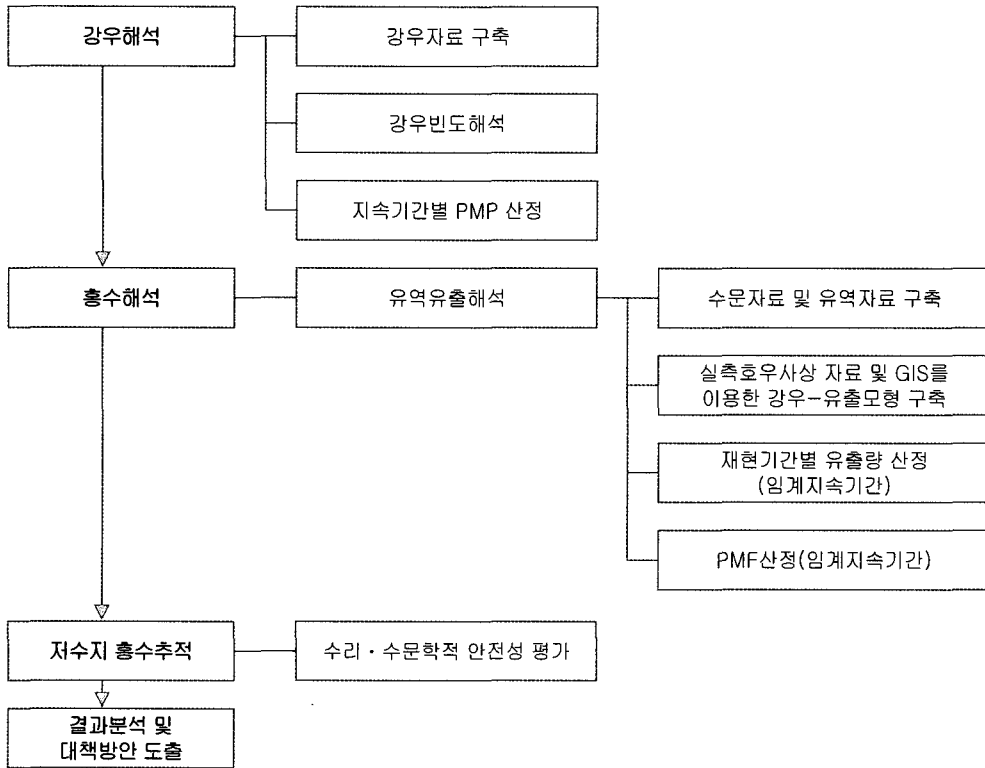 강우해석
강우자료 구축
강우빈도해석
지속기간별 PMP 산정
홍수해석
유역유출해석
수문자료 및 유역자료 구축
실측호우사상 자료 및 GIS를
이용한 강우-유출모형 구축
재현기간별 유출량 산정
(임계지속기간)
PMF산정(임계지속기간)
저수지 홍수추적
수리・수문학적 안전성 평가
결과분석 및
대책방안 도출